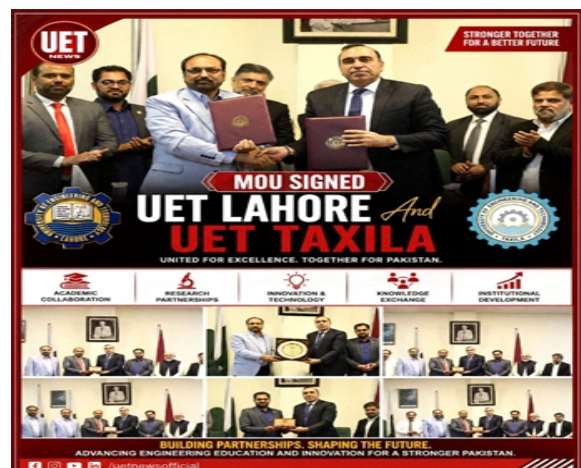 UET
NEWS
STRONGER TOGETHER
FOR A BETTER FUTURE
MOU SIGNED
UET LAHORE And
UET TAXILA
UNITED FOR EXCELLENCE. TOGETHER FOR PAKISTAN.
LAHORE
TAXILA
ACADEMIC
COLLABORATION
RESEARCH
PARTNERSHIPS
INNOVATION &
TECHNOLOGY
KNOWLEDGE
EXCHANGE
INSTITUTIONAL
DEVELOPMENT
BUILDING PARTNERSHIPS. SHAPING THE FUTURE.
ADVANCING ENGINEERING EDUCATION AND INNOVATION FOR A STRONGER PAKISTAN.
/uetnewsofficial